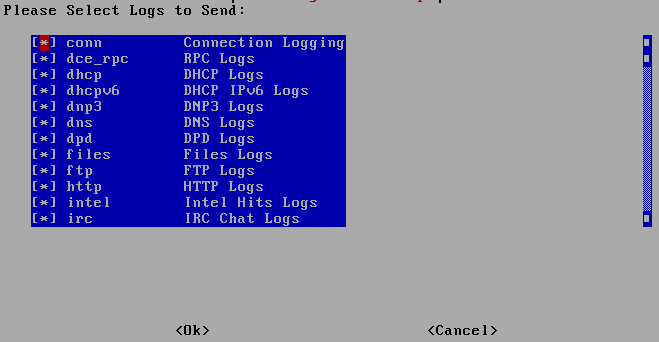 Please Select Logs to Send:
[*] conn Connection Logging
[*] dce_rpc RPC Logs
[*] dhcp DHCP Logs
[*] dhcpv6 DHCP IPv6 Logs
[*] dnp3 DNP3 Logs
[*] dns DNS Logs
[*] dpd DPD Logs
[*] files Files Logs
[*] ftp FTP Logs
[*] http HTTP Logs
[*] intel Intel Hits Logs
[*] irc IRC Chat Logs
<Ok> <Cancel>